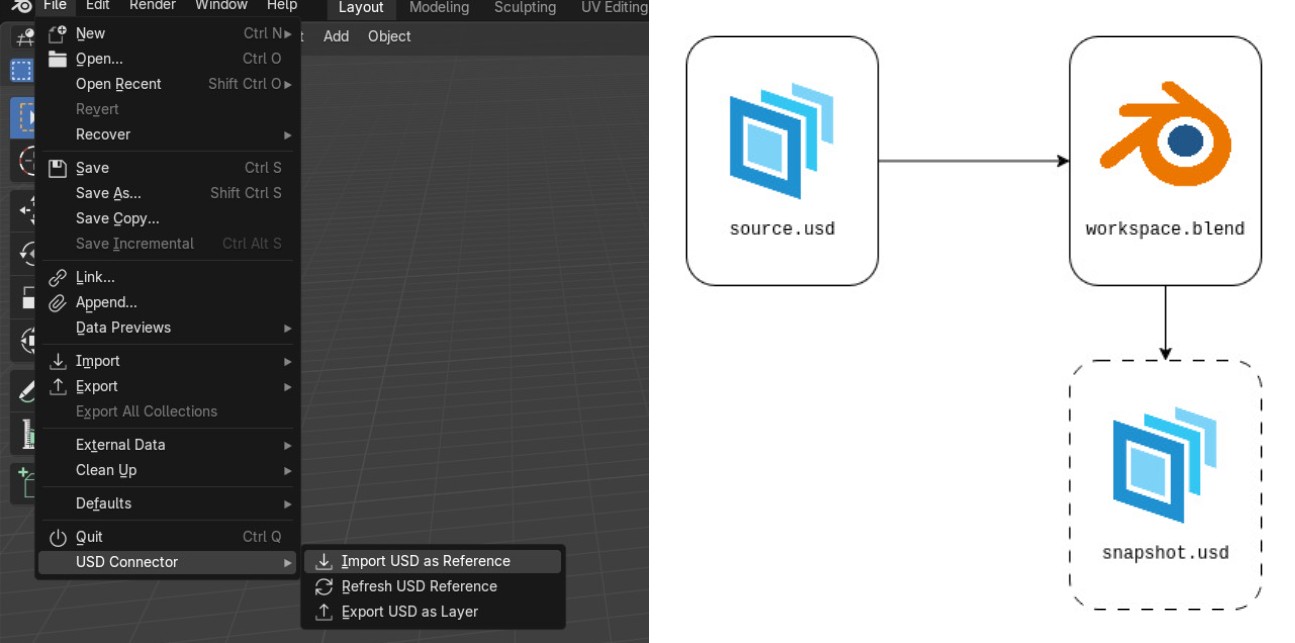 File Edit Render Window Help Layout Modeling Sculpting UV Editing
t Add Object
New Ctrl N
Open... Ctrl O
Open Recent Shift Ctrl O
Revert
Recover
Save Ctrl S
Save As... Shift Ctrl S
Save Copy...
Save Incremental Ctrl Alt S
Link...
Append...
Data Previews
Import
Export
Export All Collections
External Data
Clean Up
Defaults
Quit Ctrl Q
USD Connector
Import USD as Reference
Refresh USD Reference
Export USD as Layer
source.usd
workspace.blend
snapshot.usd